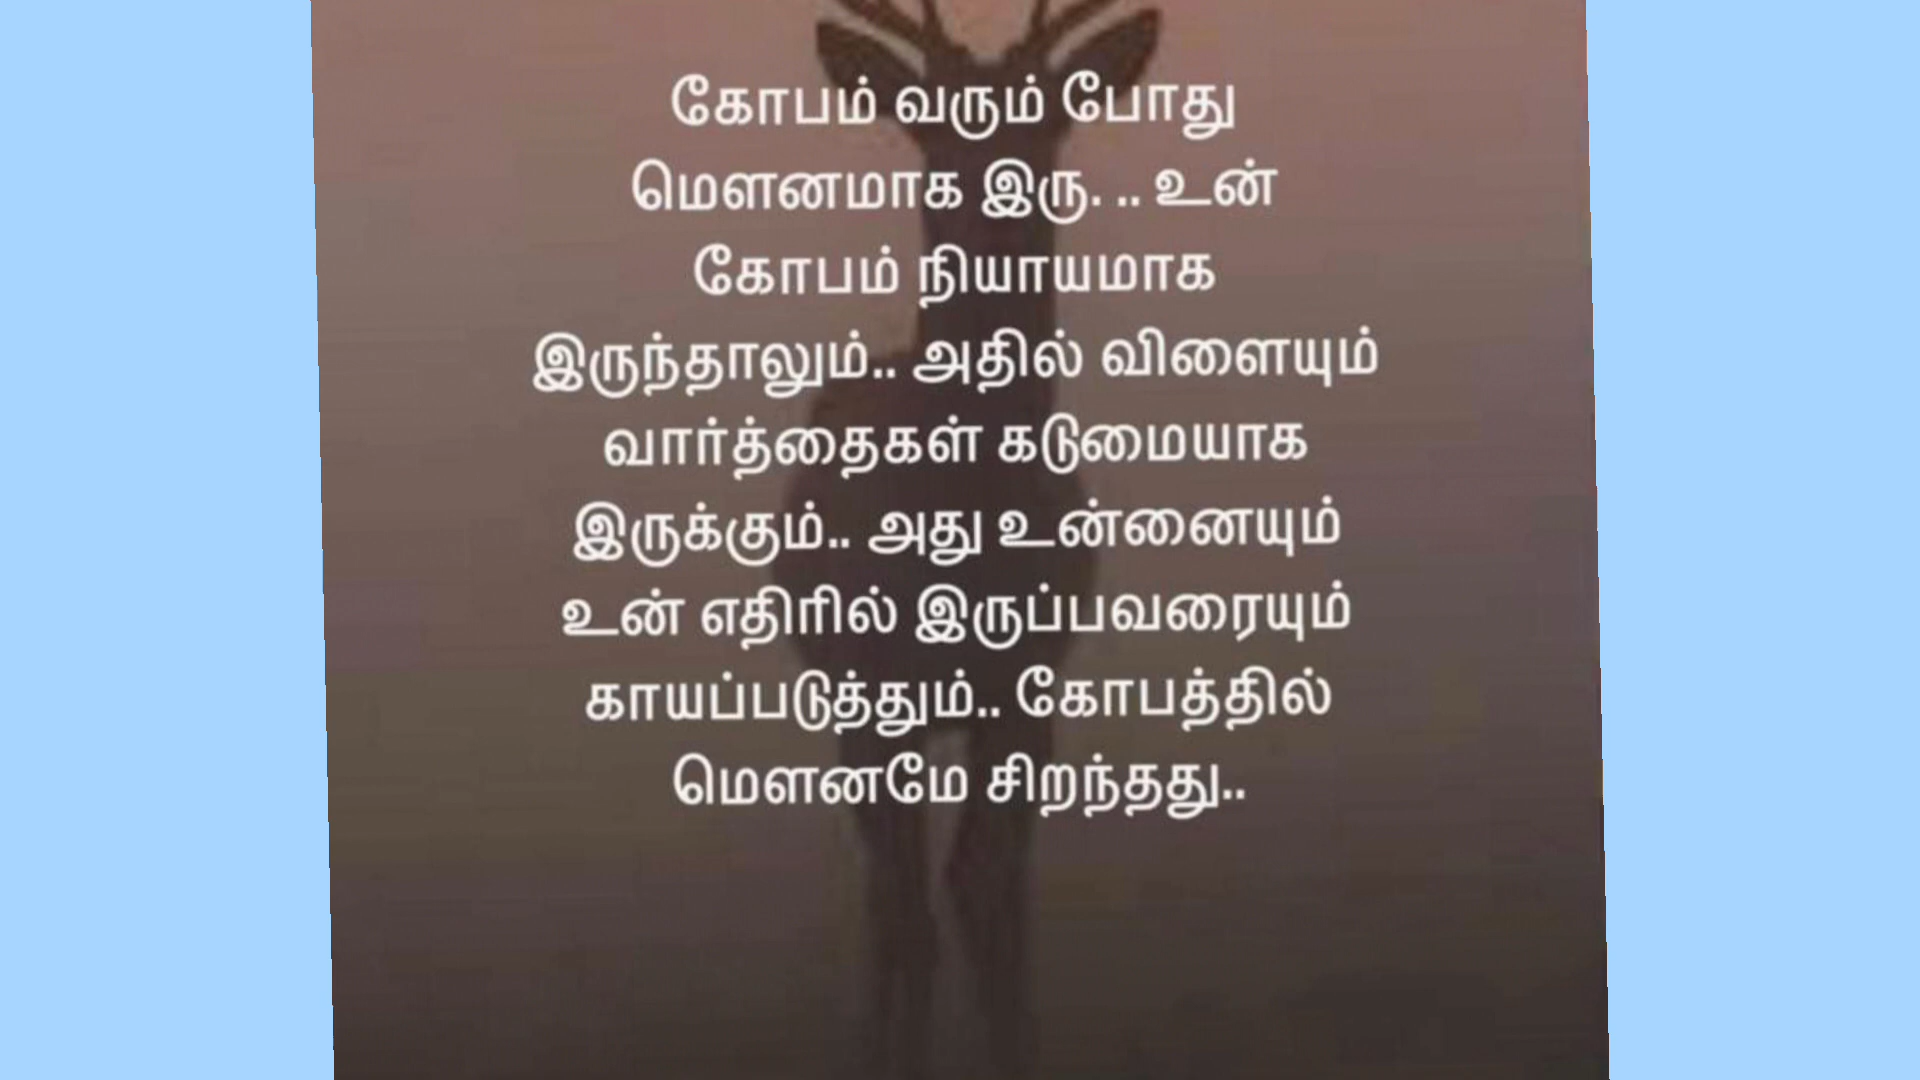 கோபம் வரும் போது
மௌனமாக இரு. .. உன்
கோபம் நியாயமாக
இருந்தாலும்.. அதில் விளையும்
வார்த்தைகள் கடுமையாக
இருக்கும்.. அது உன்னையும்
உன் எதிரில் இருப்பவரையும்
காயப்படுத்தும்.. கோபத்தில்
மௌனமே சிறந்தது..